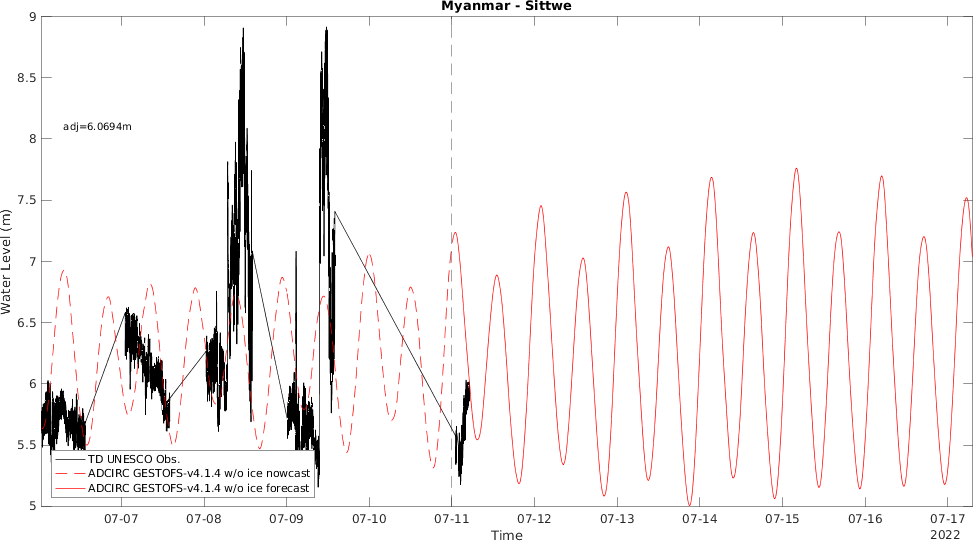 Myanmar - Sittwe
9
8.5
8
7.5
7
6.5
6
5.5
5
Water Level (m)
adj=6.0694m
TD UNESCO Obs.
ADCIRC GESTOFS-v4.1.4 w/o ice nowcast
ADCIRC GESTOFS-v4.1.4 w/o ice forecast
07-07 07-08 07-09 07-10 07-11 07-12 07-13 07-14 07-15 07-16 07-17
Time
2022